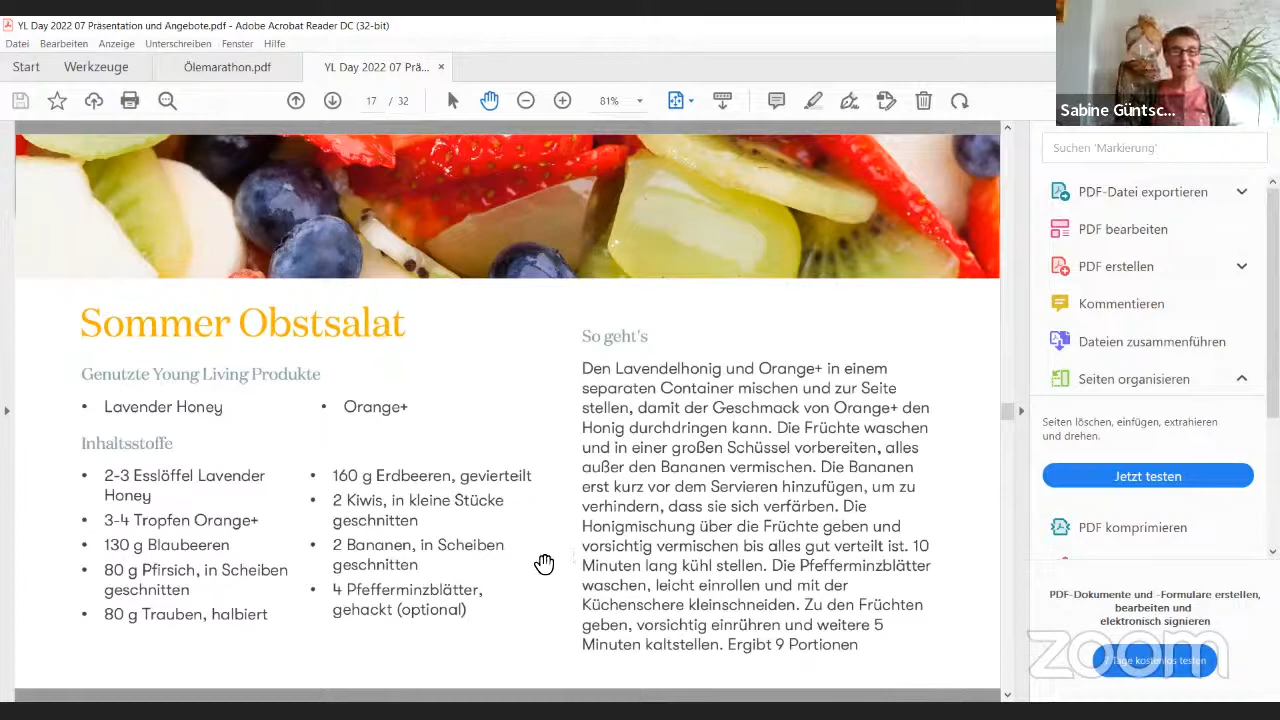 YL Day 2022 07 Präsentation und Angebote.pdf - Adobe Acrobat Reader DC (32-bit)
Datei Bearbeiten Anzeige Unterschreiben Fenster Hilfe
Start Werkzeuge Ölemarathon.pdf YL Day 2022 07 Prä... ×
17 / 32 81%
Sabine Güntsc...
Suchen 'Markierung'
PDF-Datei exportieren
PDF bearbeiten
PDF erstellen
Kommentieren
Dateien zusammenführen
Seiten organisieren
Seiten löschen, einfügen, extrahieren
und drehen.
Jetzt testen
PDF komprimieren
PDF-Dokumente und -Formulare erstellen,
bearbeiten und
elektronisch signieren
Tage kostenlos testen
zoom
Sommer Obstsalat
Genutzte Young Living Produkte
• Lavender Honey
• Orange+
Inhaltsstoffe
• 2-3 Esslöffel Lavender
Honey
• 3-4 Tropfen Orange+
• 130 g Blaubeeren
• 80 g Pfirsich, in Scheiben
geschnitten
• 80 g Trauben, halbiert
• 160 g Erdbeeren, gevierteilt
• 2 Kiwis, in kleine Stücke
geschnitten
• 2 Bananen, in Scheiben
geschnitten
• 4 Pfefferminzblätter,
gehackt (optional)
So geht's
Den Lavendelhonig und Orange+ in einem
separaten Container mischen und zur Seite
stellen, damit der Geschmack von Orange+ den
Honig durchdringen kann. Die Früchte waschen
und in einer großen Schüssel vorbereiten, alles
außer den Bananen vermischen. Die Bananen
erst kurz vor dem Servieren hinzufügen, um zu
verhindern, dass sie sich verfärben. Die
Honigmischung über die Früchte geben und
vorsichtig vermischen bis alles gut verteilt ist. 10
Minuten lang kühl stellen. Die Pfefferminzblätter
waschen, leicht einrollen und mit der
Küchenschere kleinschneiden. Zu den Früchten
geben, vorsichtig einrühren und weitere 5
Minuten kaltstellen. Ergibt 9 Portionen